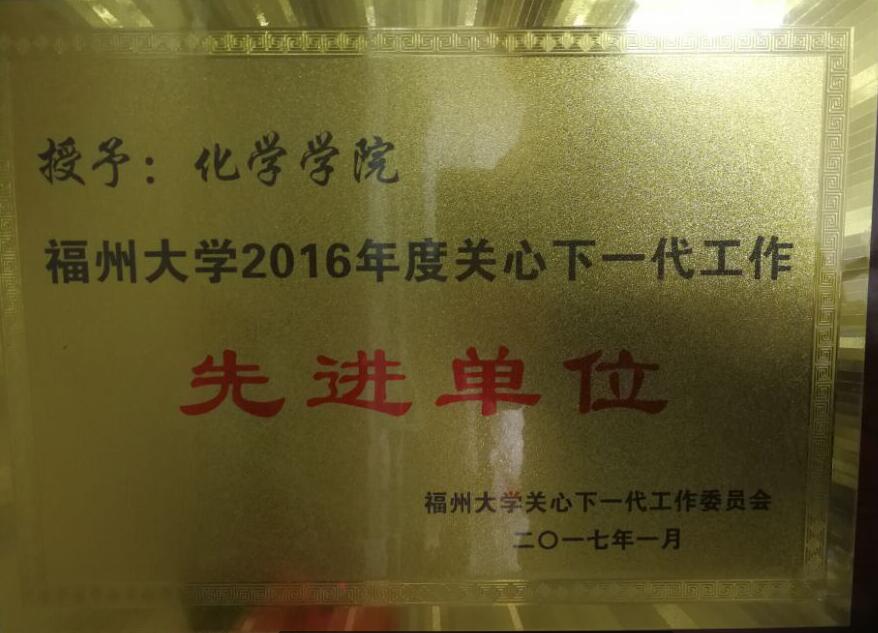 授予：化学学院
福州大学2016年度关心下一代工作
先进单位
福州大学关心下一代工作委员会
二〇一七年一月